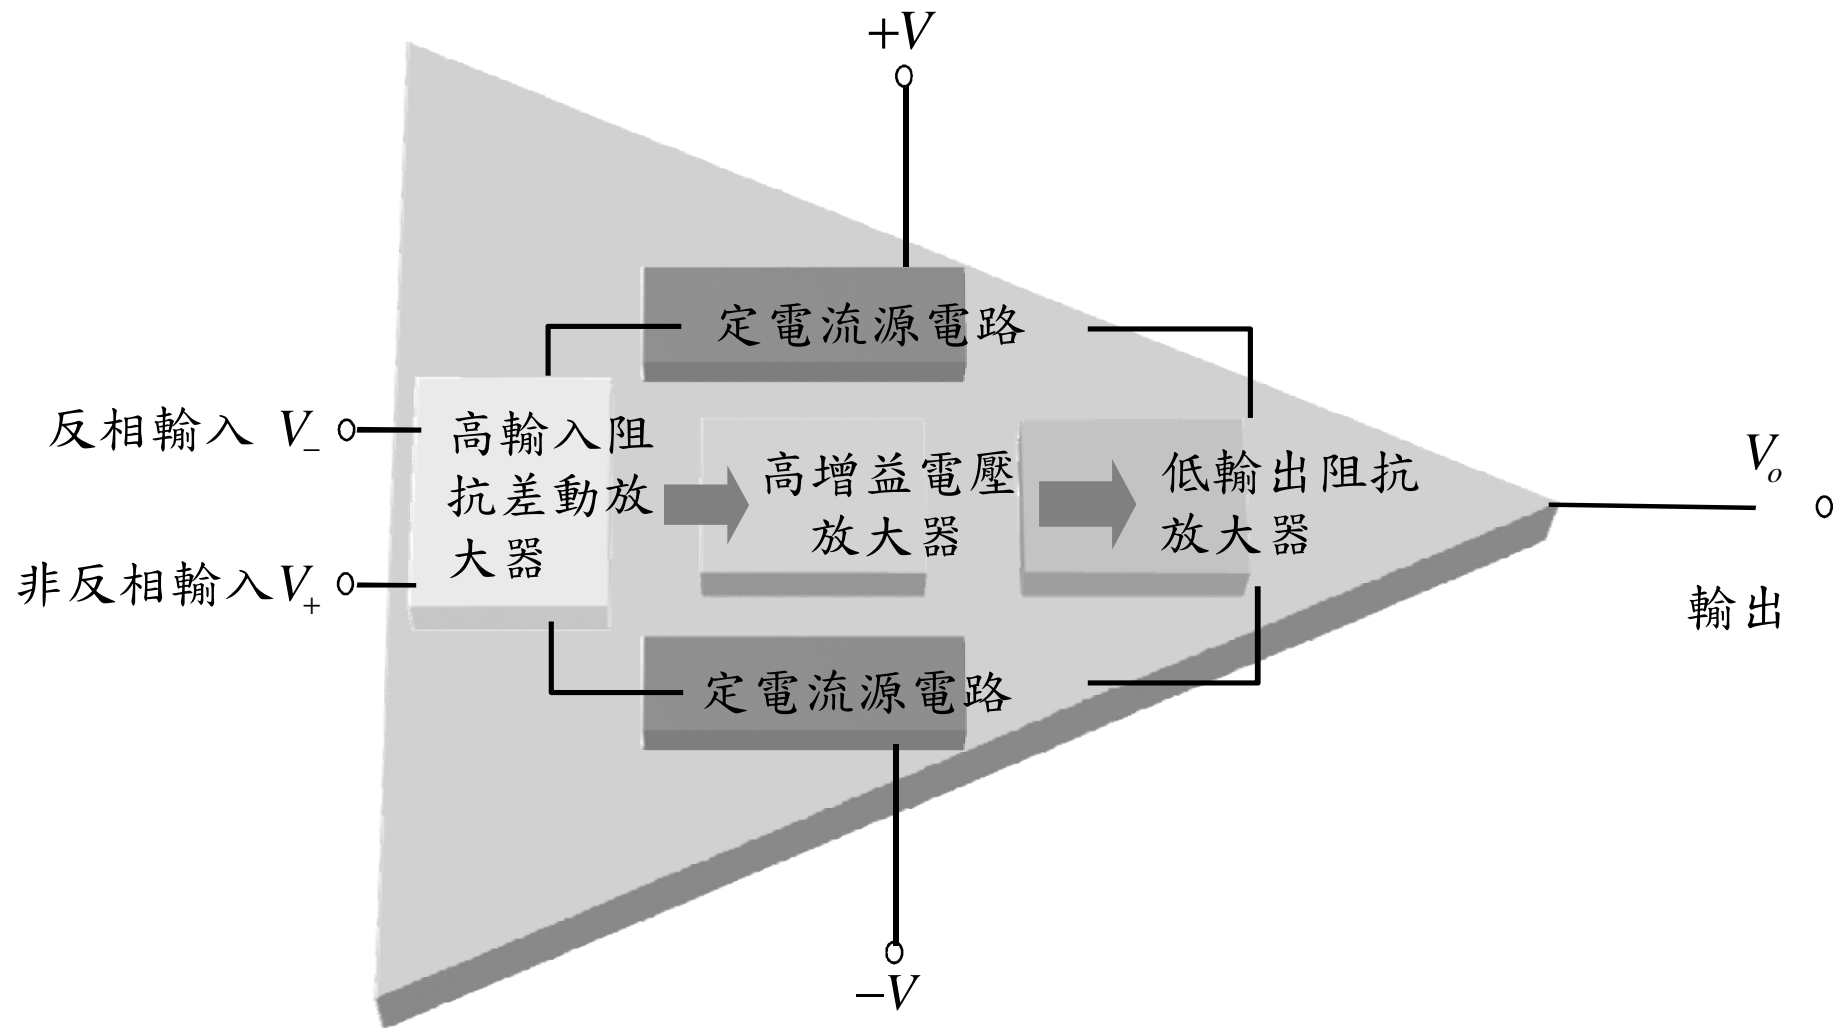 +V
定電流源電路
反相輸入 V₋
高輸入阻
抗差動放
大器
高增益電壓
放大器
低輸出阻抗
放大器
Vₒ
非反相輸入 V₊
輸出
定電流源電路
−V